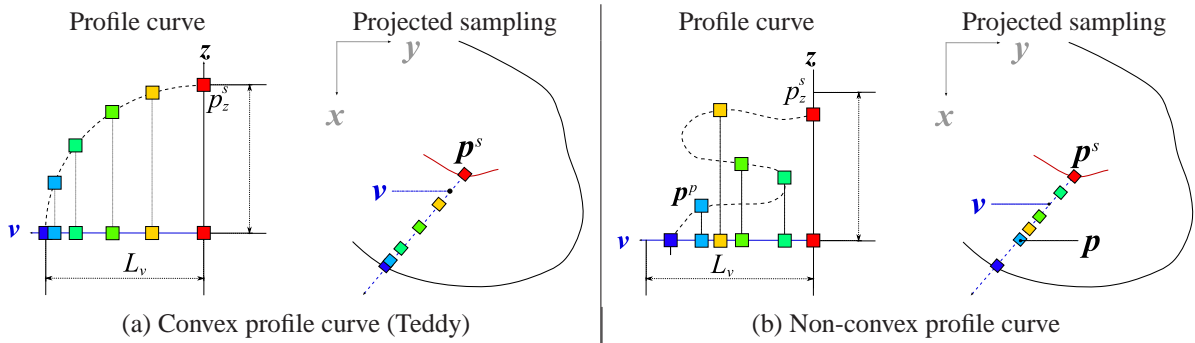 Profile curve
Projected sampling
z
p_z^s
v
L_v
y
x
p^s
v
(a) Convex profile curve (Teddy)
Profile curve
Projected sampling
z
p_z^s
p^p
v
L_v
y
x
p^s
v
p
(b) Non-convex profile curve